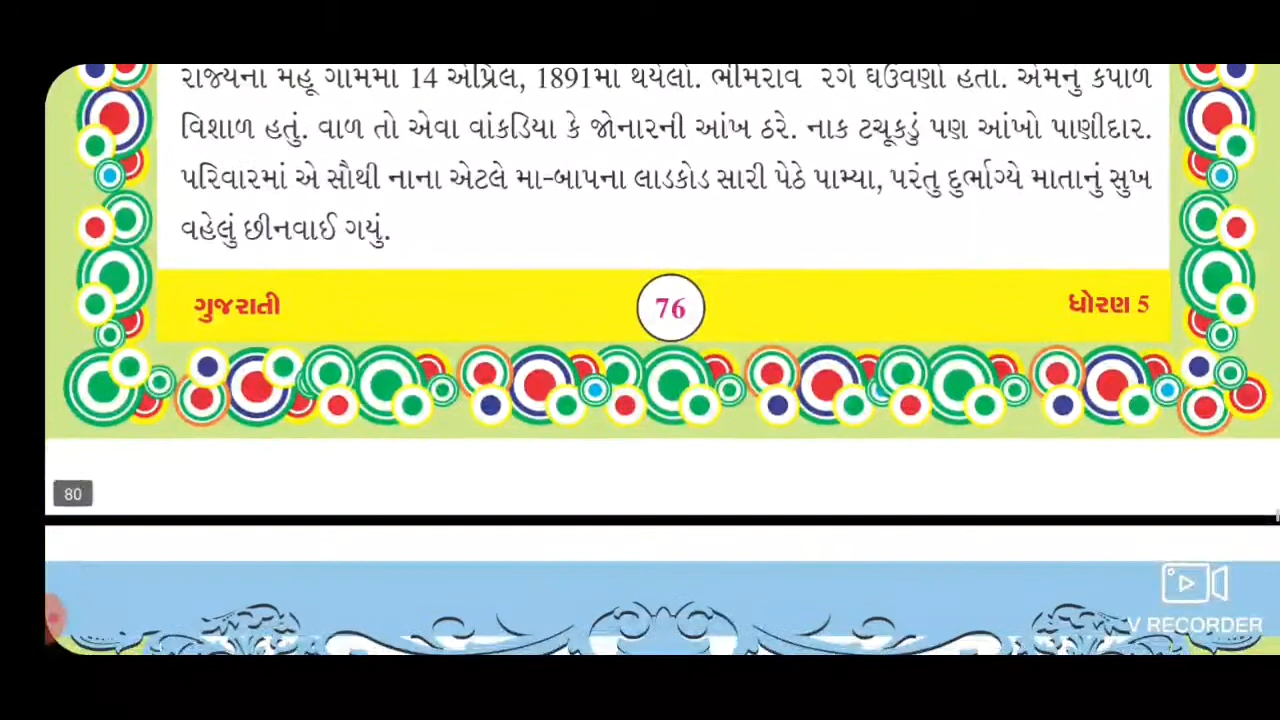 રાજ્યના મહૂ ગામમાં 14 એપ્રિલ, 1891માં થયેલો. ભીમરાવ રંગે ઘઉંવર્ણા હતા. એમનું કપાળ
વિશાળ હતું. વાળ તો એવા વાંકડિયા કે જોનારની આંખ ઠરે. નાક ટચૂકડું પણ આંખો પાણીદાર.
પરિવારમાં એ સૌથી નાના એટલે મા-બાપના લાડકોડ સારી પેઠે પામ્યા, પરંતુ દુર્ભાગ્યે માતાનું સુખ
વહેલું છીનવાઈ ગયું.
ગુજરાતી
76
ધોરણ 5
80
V RECORDER